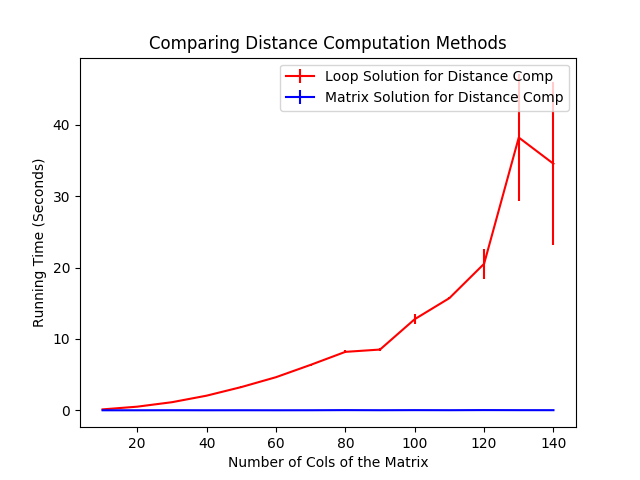 Comparing Distance Computation Methods
Loop Solution for Distance Comp
Matrix Solution for Distance Comp
Running Time (Seconds)
40
30
20
10
0
20 40 60 80 100 120 140
Number of Cols of the Matrix